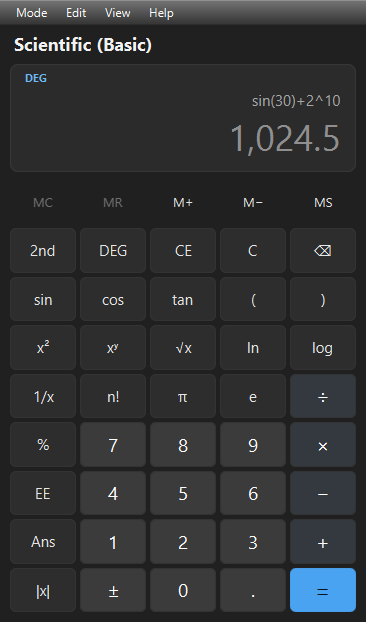 Mode Edit View Help
Scientific (Basic)
DEG
sin(30)+2^10
1,024.5
MC MR M+ M− MS
2nd DEG CE C ⌫
sin cos tan ( )
x² xʸ √x ln log
1/x n! π e ÷
% 7 8 9 ×
EE 4 5 6 −
Ans 1 2 3 +
|x| ± 0 . =